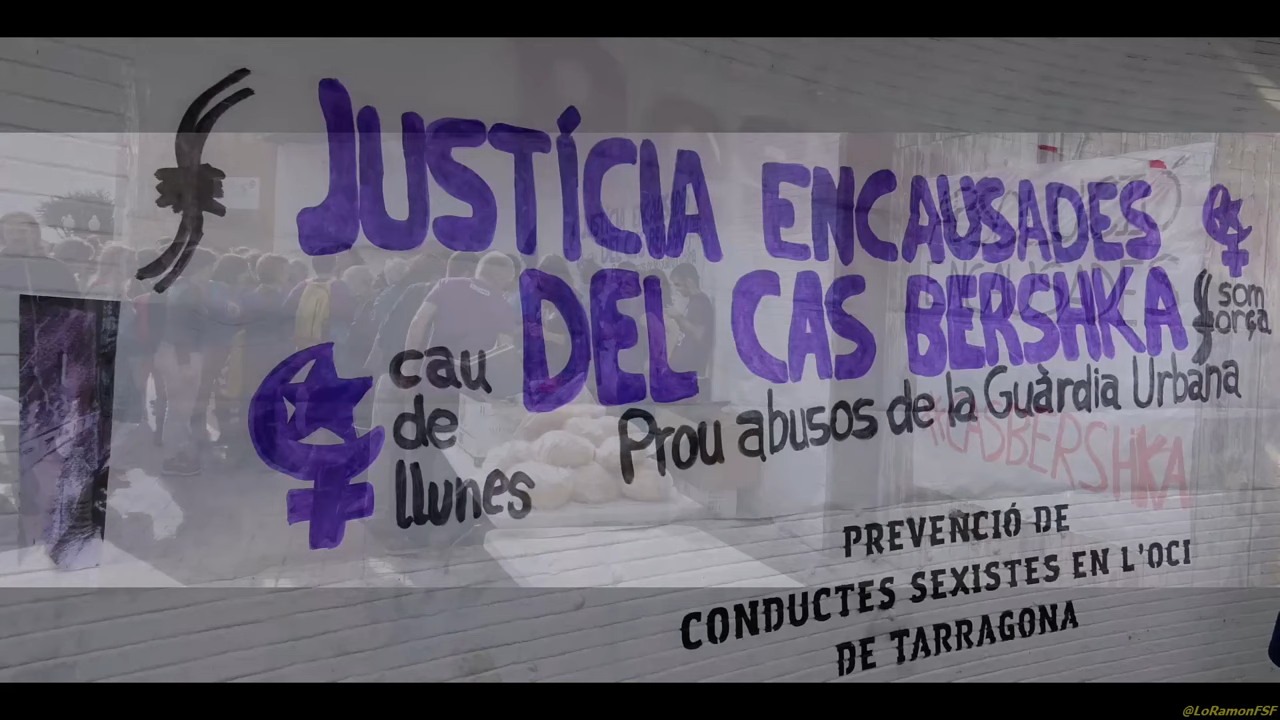 JUSTÍCIA ENCAUSADES
DEL CAS BERSHKA
som
força
cau
de
llunes
Prou abusos de la Guàrdia Urbana
#CASBERSHKA
PREVENCIÓ DE
CONDUCTES SEXISTES EN L'OCI
DE TARRAGONA
@LoRamonFSF